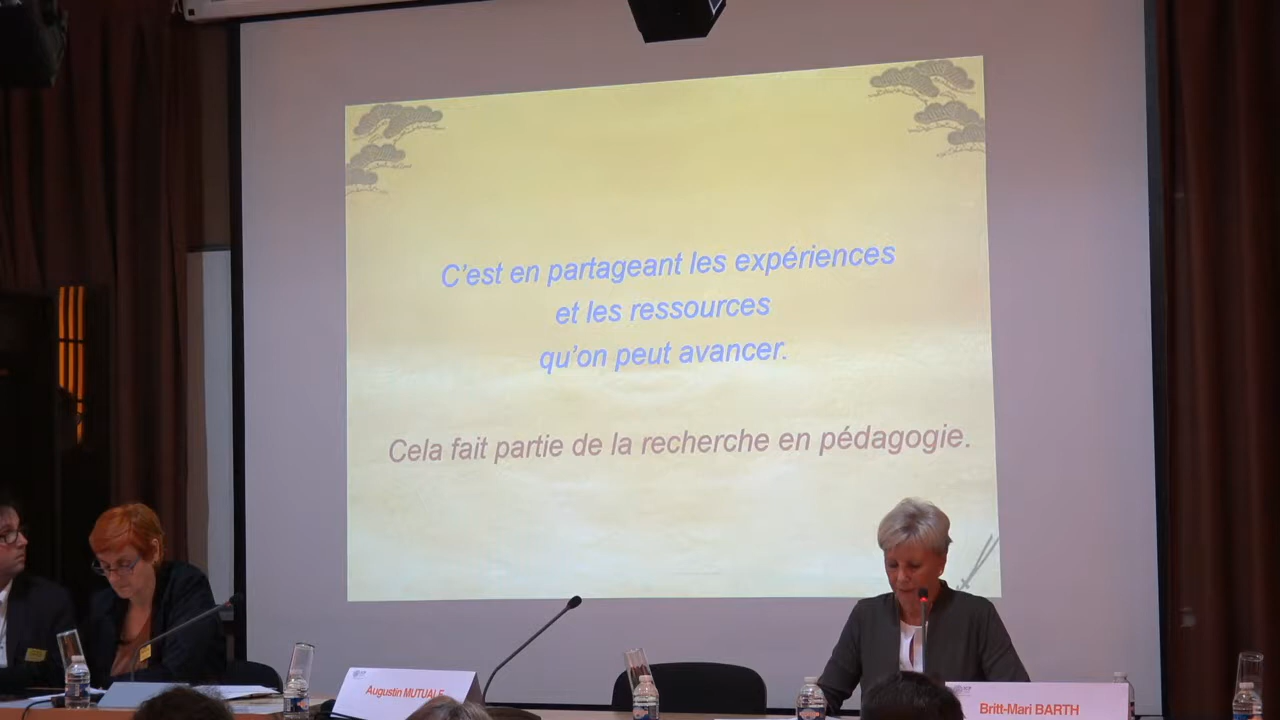 C'est en partageant les expériences
et les ressources
qu'on peut avancer.
Cela fait partie de la recherche en pédagogie.
Augustin MUTUALE
Britt-Mari BARTH